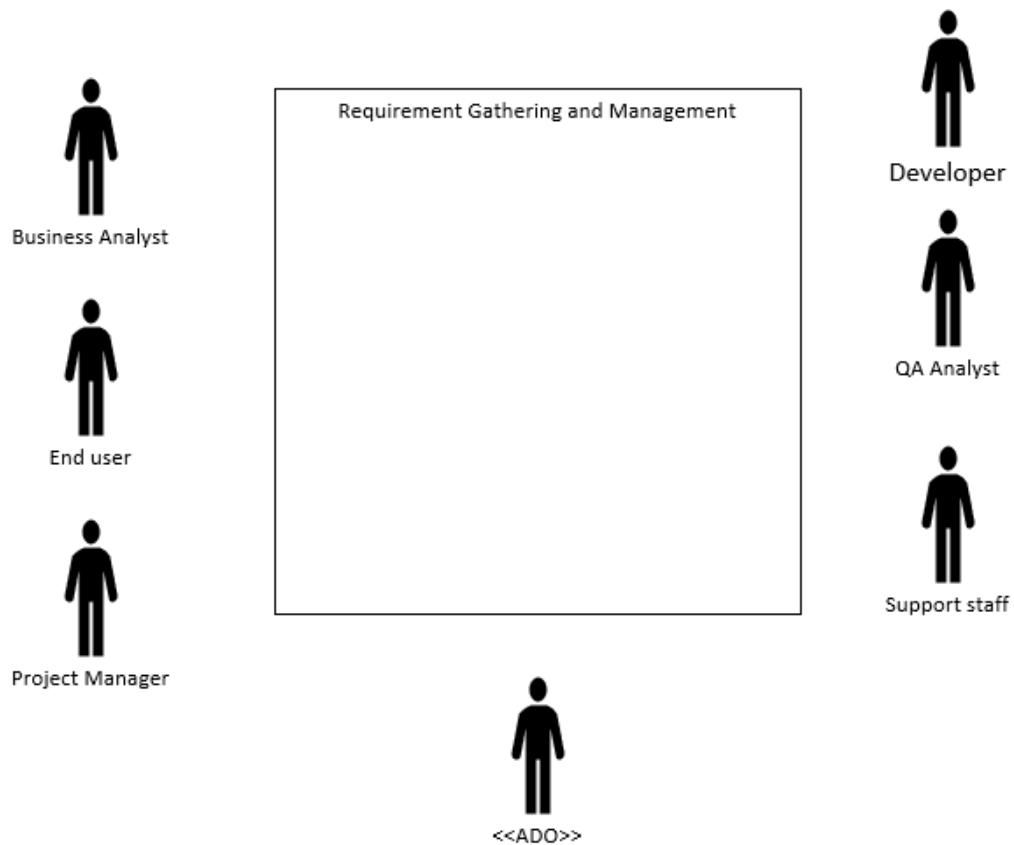 Requirement Gathering and Management
Business Analyst
End user
Project Manager
Developer
QA Analyst
Support staff
<<ADO>>